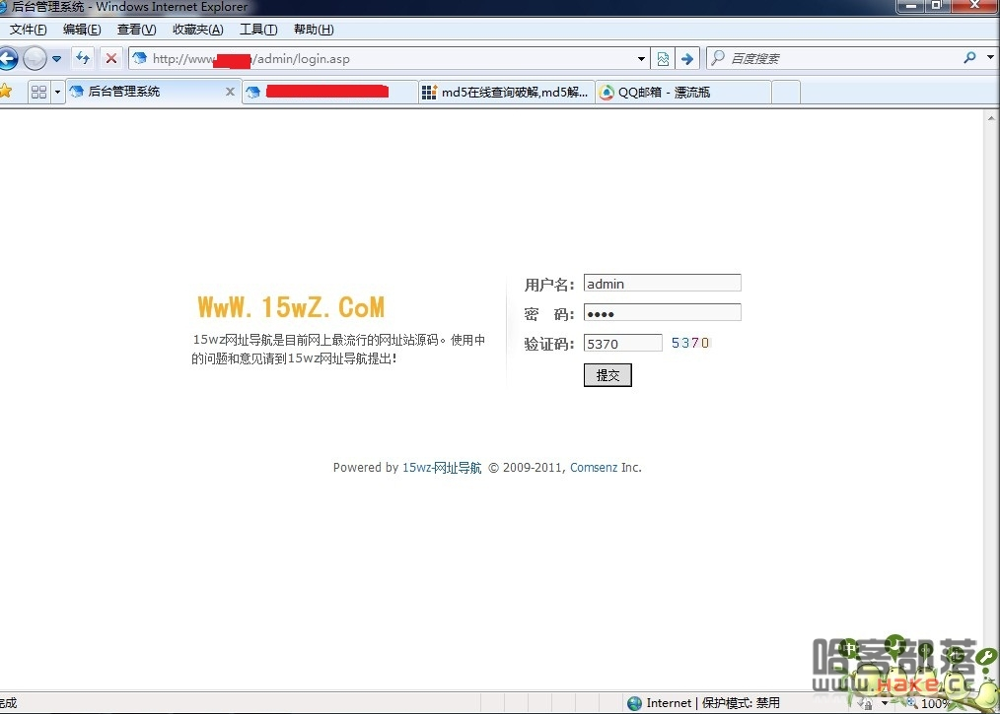 后台管理系统 - Windows Internet Explorer
文件(F) 编辑(E) 查看(V) 收藏夹(A) 工具(T) 帮助(H)
http://www /admin/login.asp 百度搜索
后台管理系统 md5在线查询破解,md5解... QQ邮箱 - 漂流瓶
用户名: admin
WwW. 15wZ. CoM
密 码: ●●●●
15wz网址导航是目前网上最流行的网址站源码。使用中
的问题和意见请到15wz网址导航提出!
验证码: 5370 5370
提交
Powered by 15wz-网址导航 © 2009-2011, Comsenz Inc.
哈客部落
www.Hake.cc
完成 Internet | 保护模式: 禁用 100%